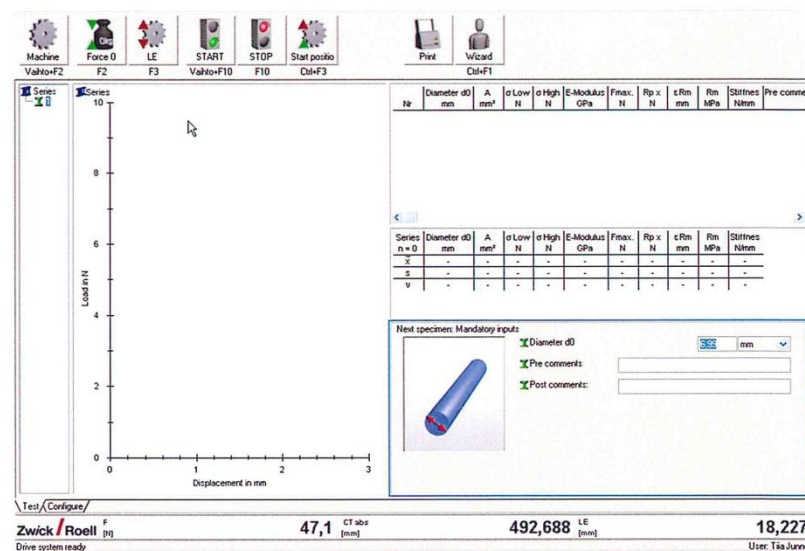 Machine Force 0 LE START STOP Start positio Print Wizard
Vaihto+F2 F2 F3 Vaihto+F10 F10 Ctrl+F3 Ctrl+F1
Series
1
Series
10
8
6
4
2
0
Load in N
0 1 2 3
Displacement in mm
Nr Diameter d0 A σ Low σ High E-Modulus Fmax. Rp x ε Rm Rm Stiffnes Pre comme
mm mm² N N GPa N N mm MPa N/mm
Series Diameter d0 A σ Low σ High E-Modulus Fmax. Rp x ε Rm Rm Stiffnes
n = 0 mm mm² N N GPa N N mm MPa N/mm
x̄ - - - - - - - - - -
s - - - - - - - - - -
ν - - - - - - - - - -
Next specimen: Mandatory inputs
Diameter d0 mm
Pre comments
Post comments:
Test Configure
Zwick / Roell F [N] 47,1 CT abs [mm] 492,688 LE [mm] 18,227
Drive system ready User: Tiia Junn